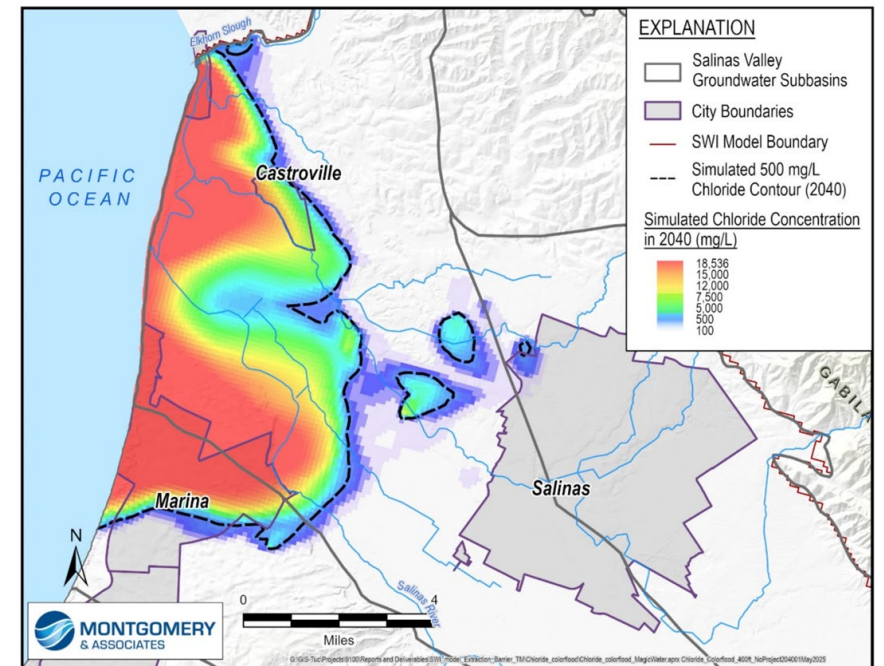 Elkhorn Slough
PACIFIC
OCEAN
Castroville
Marina
Salinas
Salinas
River
GABILA
N
0 4
Miles
MONTGOMERY
& ASSOCIATES
EXPLANATION
Salinas Valley
Groundwater Subbasins
City Boundaries
SWI Model Boundary
Simulated 500 mg/L
Chloride Contour (2040)
Simulated Chloride Concentration
in 2040 (mg/L)
18,536
15,000
12,000
7,500
5,000
500
100